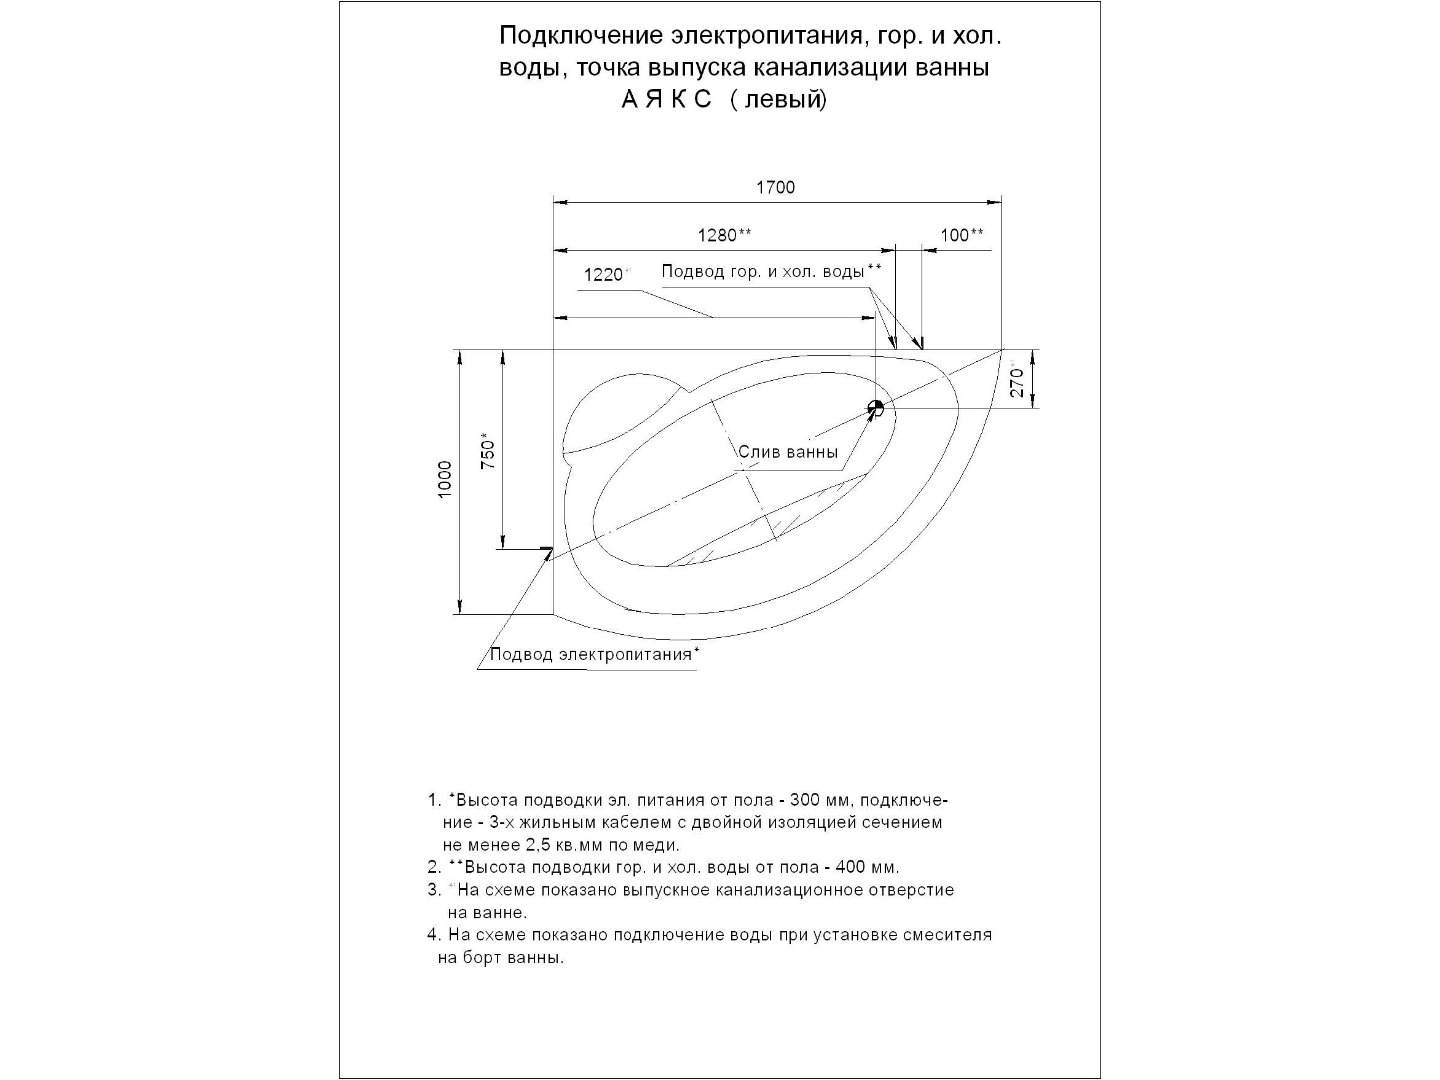 Подключение электропитания, гор. и хол.
воды, точка выпуска канализации ванны
А Я К С ( левый)
1700
1280**
100**
1220
Подвод гор. и хол. воды**
270
750*
1000
Слив ванны
Подвод электропитания*
1. *Высота подводки эл. питания от пола - 300 мм, подключе-
ние - 3-х жильным кабелем с двойной изоляцией сечением
не менее 2,5 кв.мм по меди.
2. **Высота подводки гор. и хол. воды от пола - 400 мм.
3. На схеме показано выпускное канализационное отверстие
на ванне.
4. На схеме показано подключение воды при установке смесителя
на борт ванны.